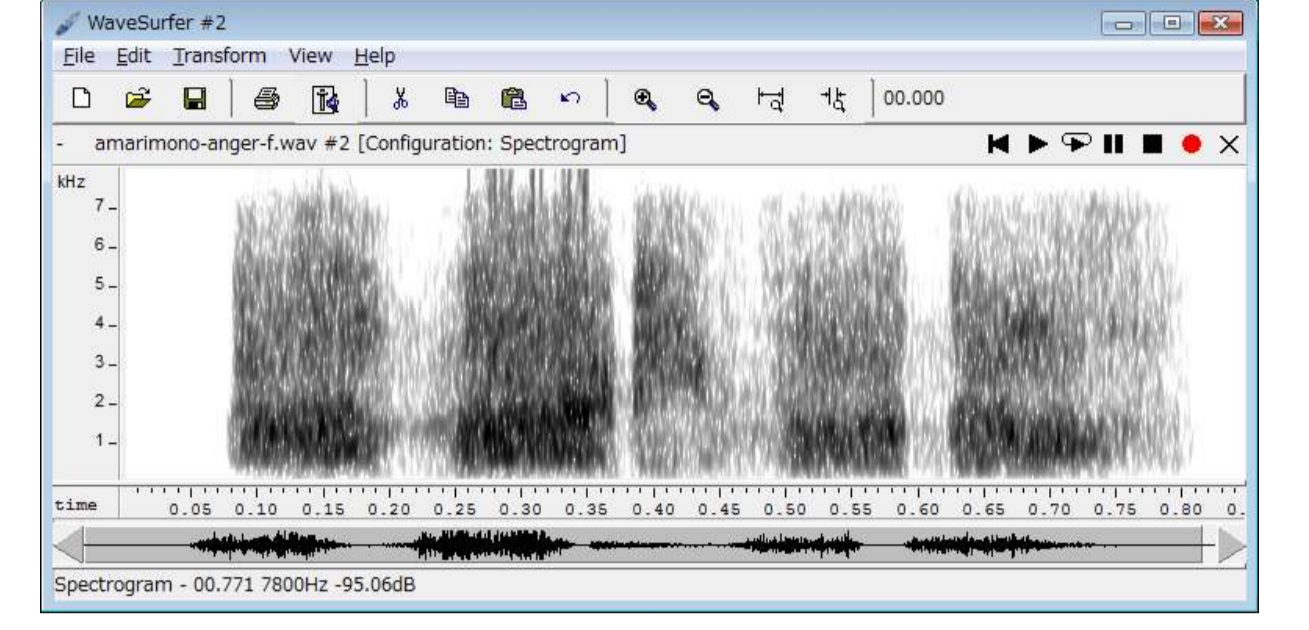 WaveSurfer #2
File Edit Transform View Help
00.000
- amarimono-anger-f.wav #2 [Configuration: Spectrogram]
kHz
7
6
5
4
3
2
1
time 0.05 0.10 0.15 0.20 0.25 0.30 0.35 0.40 0.45 0.50 0.55 0.60 0.65 0.70 0.75 0.80 0.
Spectrogram - 00.771 7800Hz -95.06dB